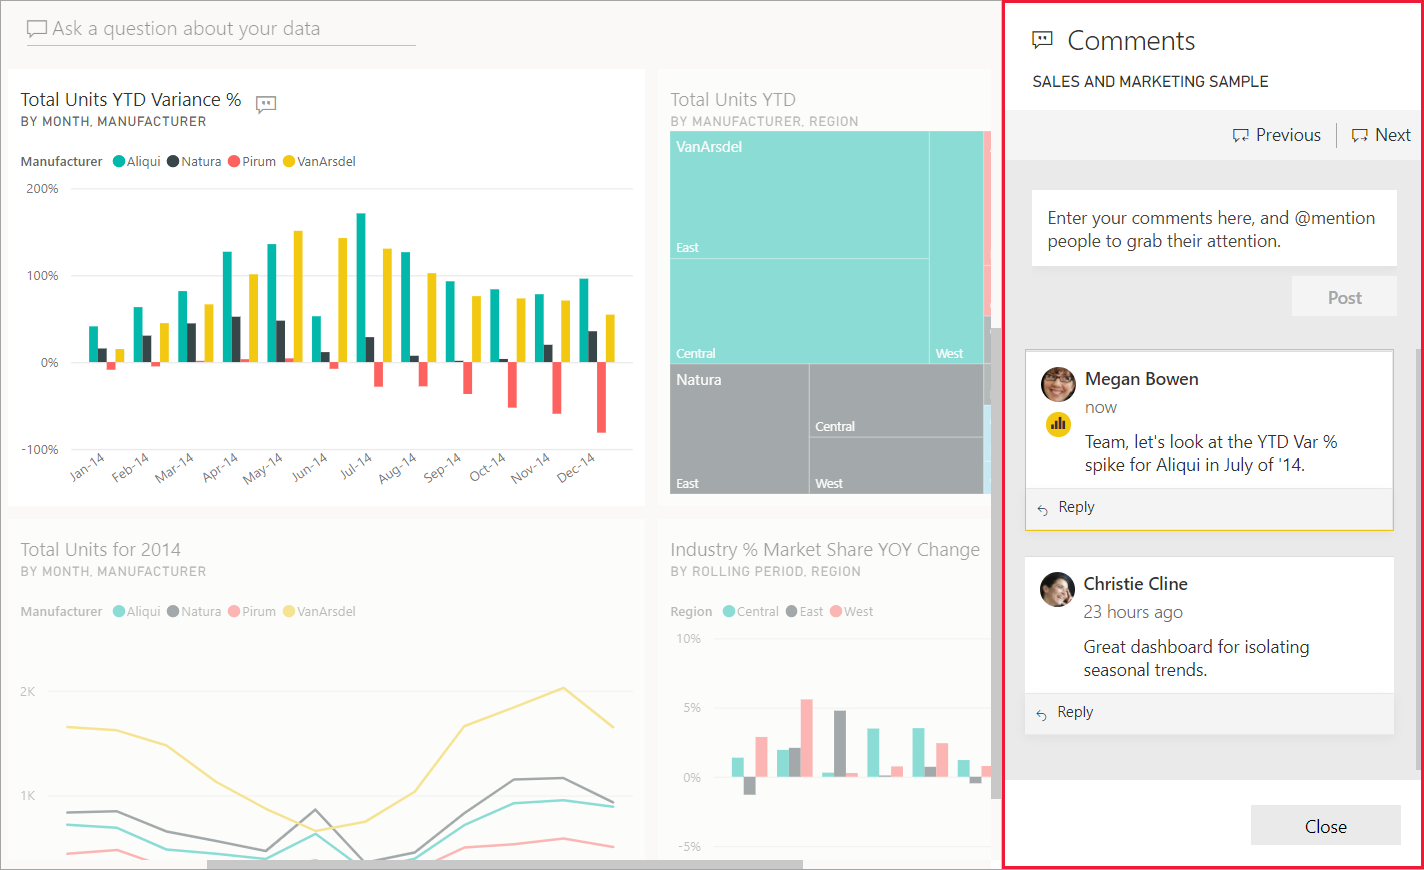 Ask a question about your data
Total Units YTD Variance %
BY MONTH, MANUFACTURER
Manufacturer Aliqui Natura Pirum VanArsdel
200%
100%
0%
-100%
Jan-14 Feb-14 Mar-14 Apr-14 May-14 Jun-14 Jul-14 Aug-14 Sep-14 Oct-14 Nov-14 Dec-14
Total Units YTD
BY MANUFACTURER, REGION
VanArsdel
East
Central
West
Natura
Central
East
West
Total Units for 2014
BY MONTH, MANUFACTURER
Manufacturer Aliqui Natura Pirum VanArsdel
2K
1K
Industry % Market Share YOY Change
BY ROLLING PERIOD, REGION
Region Central East West
10%
5%
0%
-5%
Comments
SALES AND MARKETING SAMPLE
Previous
Next
Enter your comments here, and @mention
people to grab their attention.
Post
Megan Bowen
now
Team, let's look at the YTD Var %
spike for Aliqui in July of '14.
Reply
Christie Cline
23 hours ago
Great dashboard for isolating
seasonal trends.
Reply
Close